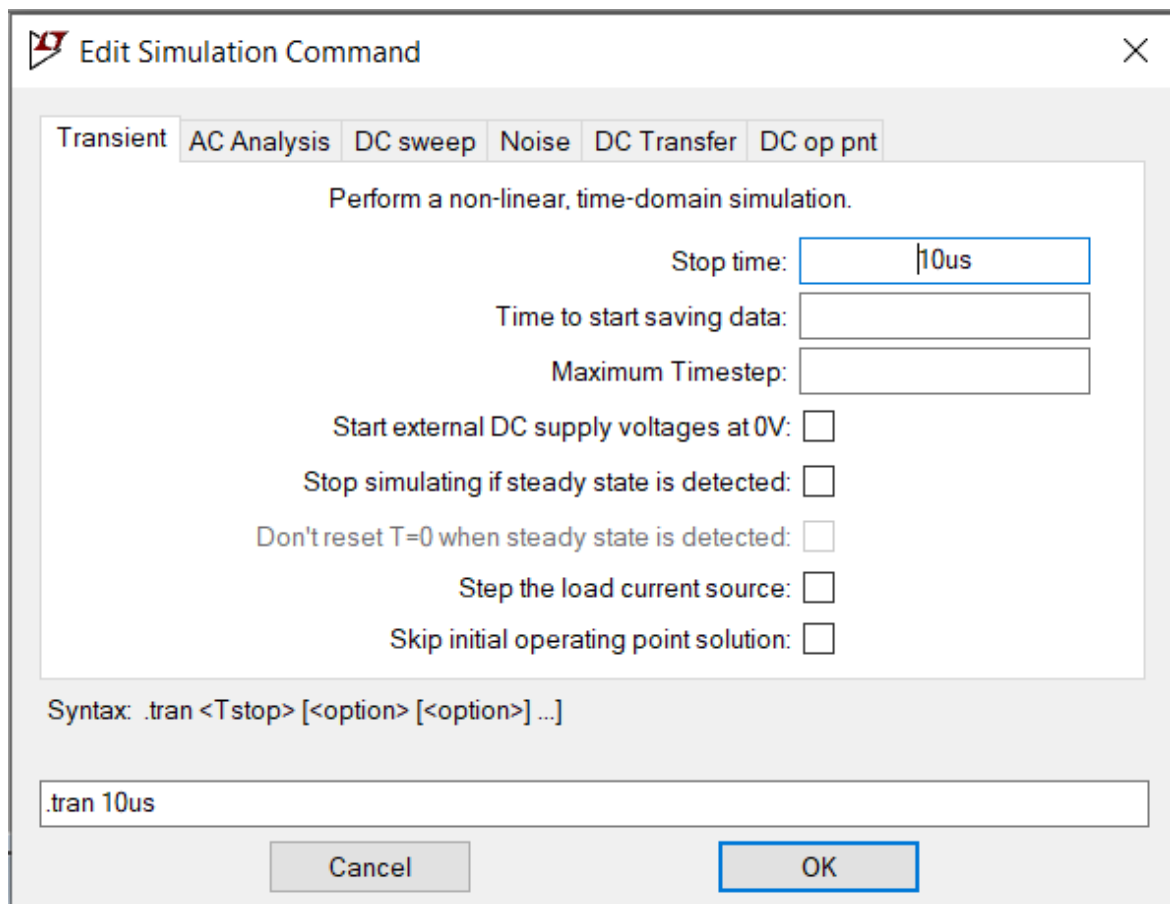 Edit Simulation Command
Transient AC Analysis DC sweep Noise DC Transfer DC op pnt
Perform a non-linear, time-domain simulation.
Stop time: 10us
Time to start saving data:
Maximum Timestep:
Start external DC supply voltages at 0V:
Stop simulating if steady state is detected:
Don't reset T=0 when steady state is detected:
Step the load current source:
Skip initial operating point solution:
Syntax: .tran <Tstop> [<option> [<option>] ...]
.tran 10us
Cancel OK